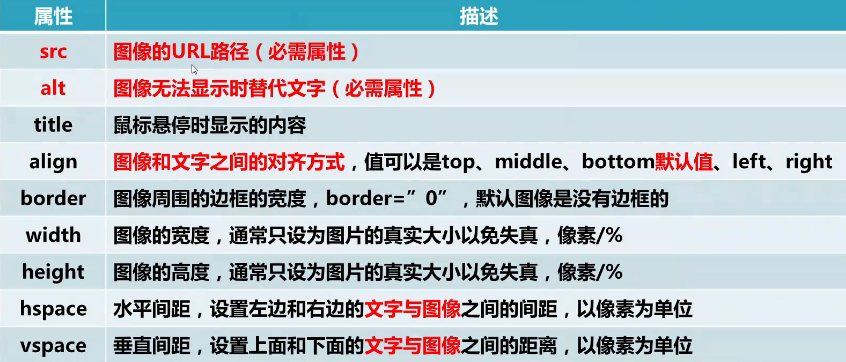 属性 描述
src 图像的URL路径（必需属性）
alt 图像无法显示时替代文字（必需属性）
title 鼠标悬停时显示的内容
align 图像和文字之间的对齐方式，值可以是top、middle、bottom默认值、left、right
border 图像周围的边框的宽度，border=”0”，默认图像是没有边框的
width 图像的宽度，通常只设为图片的真实大小以免失真，像素/%
height 图像的高度，通常只设为图片的真实大小以免失真，像素/%
hspace 水平间距，设置左边和右边的文字与图像之间的间距，以像素为单位
vspace 垂直间距，设置上面和下面的文字与图像之间的距离，以像素为单位